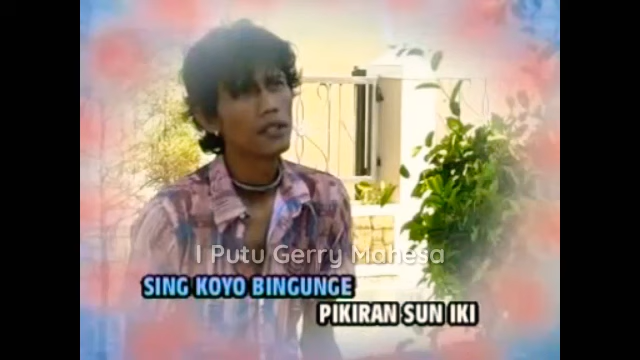 I Putu Gerry Mahesa
SING KOYO BINGUNGE
PIKIRAN SUN IKI